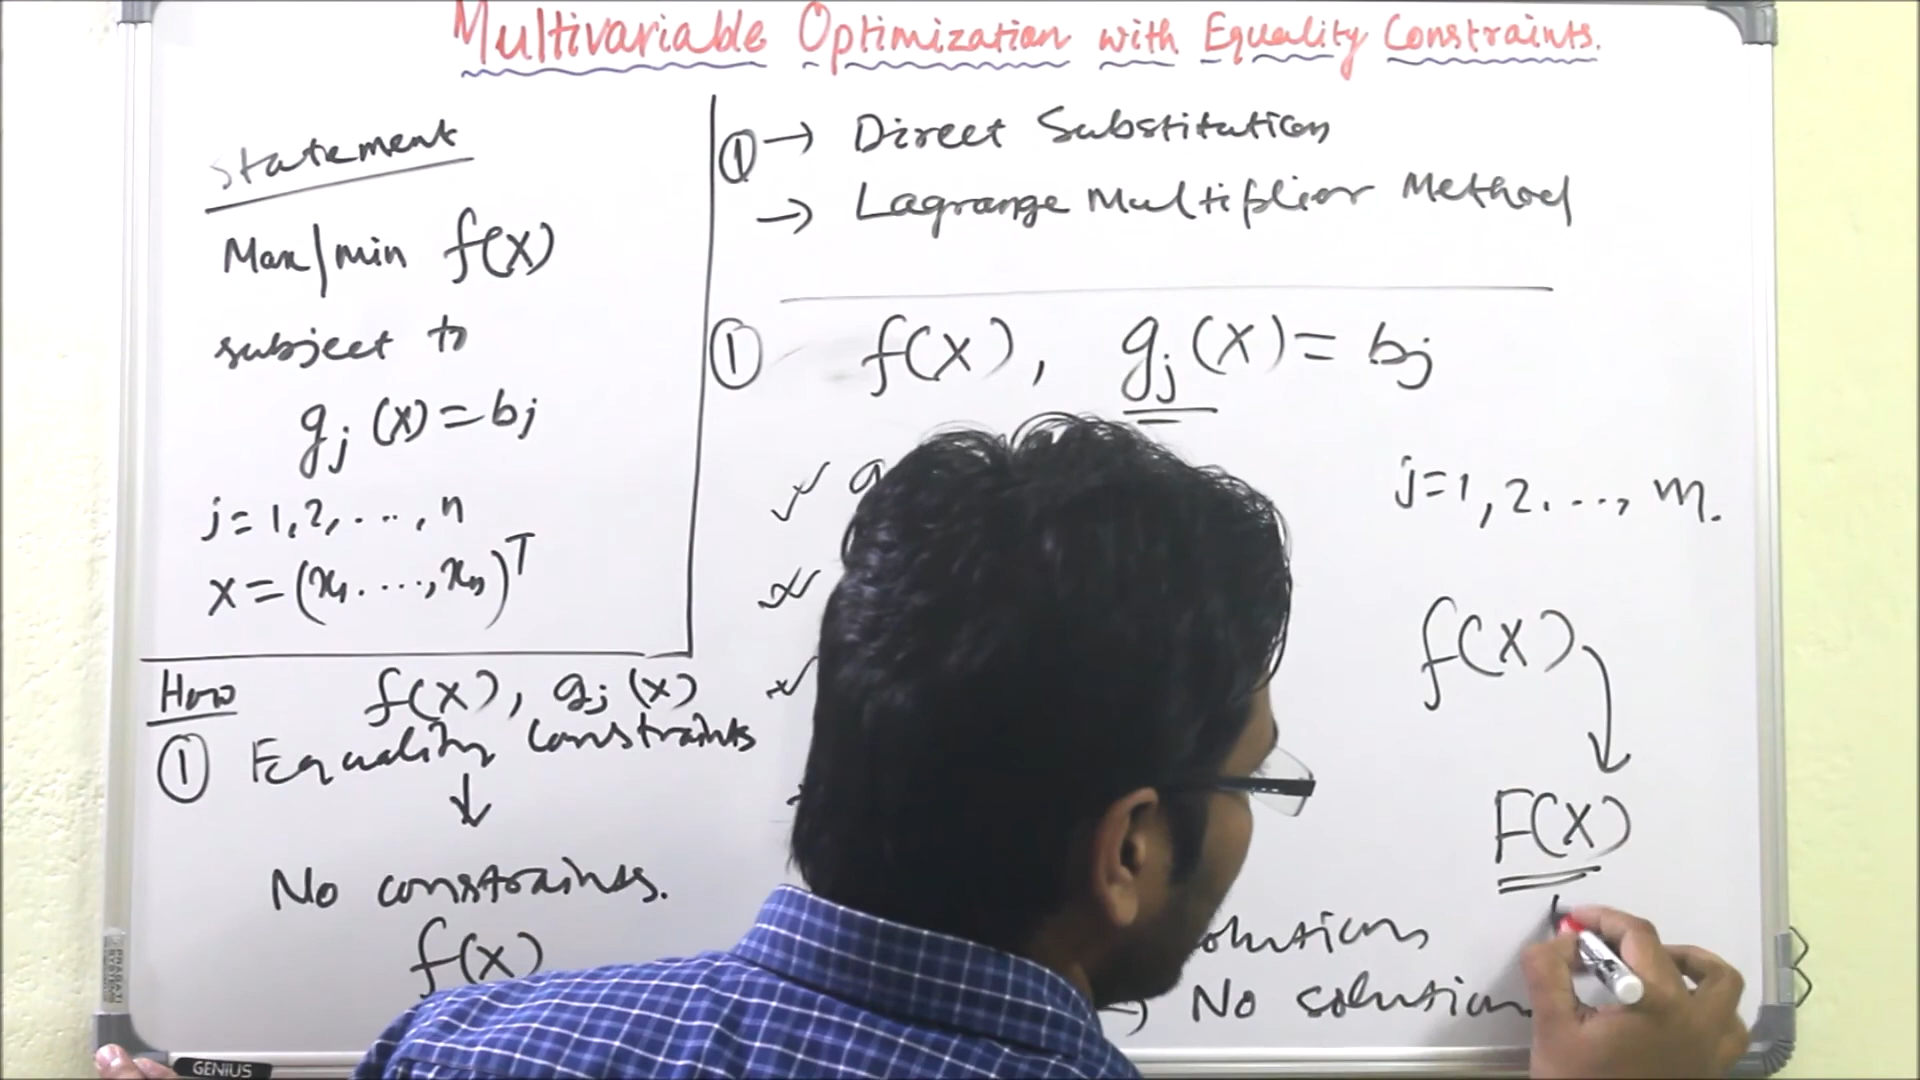 Multivariable Optimization with Equality Constraints.
Statement
Max/min f(X)
subject to
gj (x) = bj
j = 1, 2, ..., n
x = (x1, ..., xn)^T
How f(X), gj (x)
① Equality constraints
↓
No constraints.
f(x)
① → Direct Substitution
→ Lagrange Multiplier Method
① f(X), gj (X) = bj
j = 1, 2, ..., m.
f(X)
F(X)
No solution
GENIUS